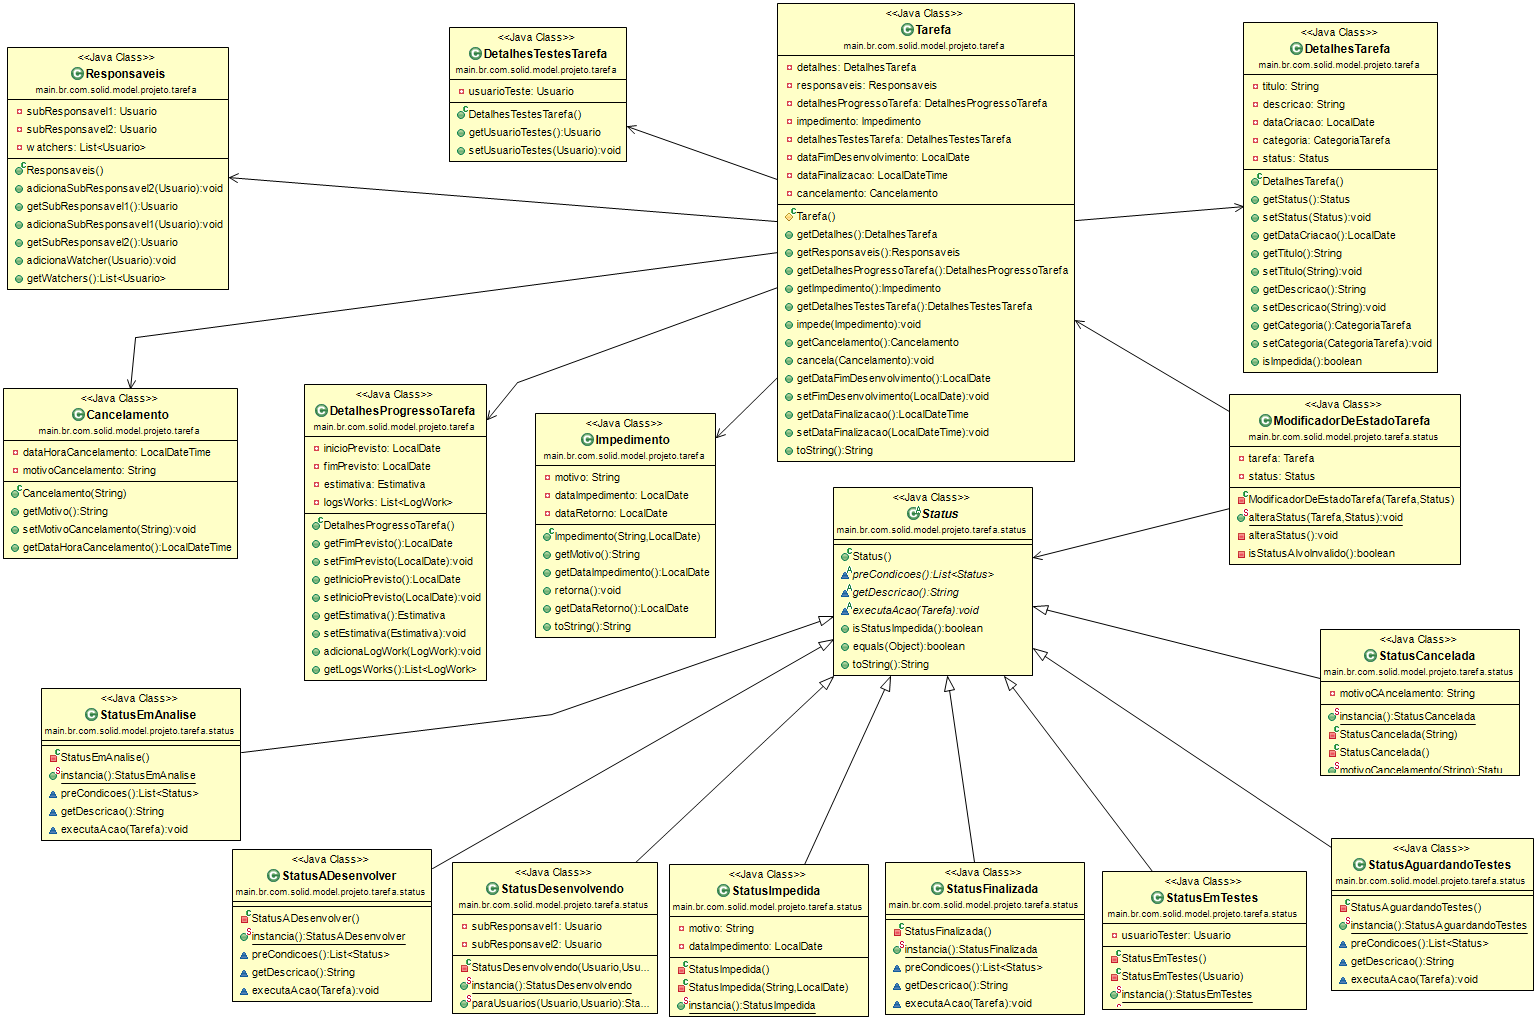 <<Java Class>>
Responsaveis
main.br.com.solid.model.projeto.tarefa
subResponsavel1: Usuario
subResponsavel2: Usuario
watchers: List<Usuario>
Responsaveis()
adicionaSubResponsavel2(Usuario):void
getSubResponsavel1():Usuario
adicionaSubResponsavel1(Usuario):void
getSubResponsavel2():Usuario
adicionaWatcher(Usuario):void
getWatchers():List<Usuario>
<<Java Class>>
DetalhesTestesTarefa
main.br.com.solid.model.projeto.tarefa
usuarioTeste: Usuario
DetalhesTestesTarefa()
getUsuarioTestes():Usuario
setUsuarioTestes(Usuario):void
<<Java Class>>
Tarefa
main.br.com.solid.model.projeto.tarefa
detalhes: DetalhesTarefa
responsaveis: Responsaveis
detalhesProgressoTarefa: DetalhesProgressoTarefa
impedimento: Impedimento
detalhesTestesTarefa: DetalhesTestesTarefa
dataFimDesenvolvimento: LocalDate
dataFinalizacao: LocalDateTime
cancelamento: Cancelamento
Tarefa()
getDetalhes():DetalhesTarefa
getResponsaveis():Responsaveis
getDetalhesProgressoTarefa():DetalhesProgressoTarefa
getImpedimento():Impedimento
getDetalhesTestesTarefa():DetalhesTestesTarefa
impede(Impedimento):void
getCancelamento():Cancelamento
cancela(Cancelamento):void
getDataFimDesenvolvimento():LocalDate
setFimDesenvolvimento(LocalDate):void
getDataFinalizacao():LocalDateTime
setDataFinalizacao(LocalDateTime):void
toString():String
<<Java Class>>
DetalhesTarefa
main.br.com.solid.model.projeto.tarefa
titulo: String
descricao: String
dataCriacao: LocalDate
categoria: CategoriaTarefa
status: Status
DetalhesTarefa()
getStatus():Status
setStatus(Status):void
getDataCriacao():LocalDate
getTitulo():String
setTitulo(String):void
getDescricao():String
setDescricao(String):void
getCategoria():CategoriaTarefa
setCategoria(CategoriaTarefa):void
isImpedida():boolean
<<Java Class>>
Cancelamento
main.br.com.solid.model.projeto.tarefa
dataHoraCancelamento: LocalDateTime
motivoCancelamento: String
Cancelamento(String)
getMotivo():String
setMotivoCancelamento(String):void
getDataHoraCancelamento():LocalDateTime
<<Java Class>>
DetalhesProgressoTarefa
main.br.com.solid.model.projeto.tarefa
inicioPrevisto: LocalDate
fimPrevisto: LocalDate
estimativa: Estimativa
logsWorks: List<LogWork>
DetalhesProgressoTarefa()
getFimPrevisto():LocalDate
setFimPrevisto(LocalDate):void
getInicioPrevisto():LocalDate
setInicioPrevisto(LocalDate):void
getEstimativa():Estimativa
setEstimativa(Estimativa):void
adicionaLogWork(LogWork):void
getLogsWorks():List<LogWork>
<<Java Class>>
Impedimento
main.br.com.solid.model.projeto.tarefa
motivo: String
dataImpedimento: LocalDate
dataRetorno: LocalDate
Impedimento(String,LocalDate)
getMotivo():String
getDataImpedimento():LocalDate
retorna():void
getDataRetorno():LocalDate
toString():String
<<Java Class>>
ModificadorDeEstadoTarefa
main.br.com.solid.model.projeto.tarefa.status
tarefa: Tarefa
status: Status
ModificadorDeEstadoTarefa(Tarefa,Status)
alteraStatus(Tarefa,Status):void
alteraStatus():void
isStatusAlvoInvalido():boolean
<<Java Class>>
Status
main.br.com.solid.model.projeto.tarefa.status
Status()
preCondicoes():List<Status>
getDescricao():String
executaAcao(Tarefa):void
isStatusImpedida():boolean
equals(Object):boolean
toString():String
<<Java Class>>
StatusCancelada
main.br.com.solid.model.projeto.tarefa.status
motivoCAncelamento: String
instancia():StatusCancelada
StatusCancelada(String)
StatusCancelada()
motivoCancelamento(String):Statu
<<Java Class>>
StatusEmAnalise
main.br.com.solid.model.projeto.tarefa.status
StatusEmAnalise()
instancia():StatusEmAnalise
preCondicoes():List<Status>
getDescricao():String
executaAcao(Tarefa):void
<<Java Class>>
StatusADesenvolver
main.br.com.solid.model.projeto.tarefa.status
StatusADesenvolver()
instancia():StatusADesenvolver
preCondicoes():List<Status>
getDescricao():String
executaAcao(Tarefa):void
<<Java Class>>
StatusDesenvolvendo
main.br.com.solid.model.projeto.tarefa.status
subResponsavel1: Usuario
subResponsavel2: Usuario
StatusDesenvolvendo(Usuario,Usu...
instancia():StatusDesenvolvendo
paraUsuarios(Usuario,Usuario):Sta...
<<Java Class>>
StatusImpedida
main.br.com.solid.model.projeto.tarefa.status
motivo: String
dataImpedimento: LocalDate
StatusImpedida()
StatusImpedida(String,LocalDate)
instancia():StatusImpedida
<<Java Class>>
StatusFinalizada
main.br.com.solid.model.projeto.tarefa.status
StatusFinalizada()
instancia():StatusFinalizada
preCondicoes():List<Status>
getDescricao():String
executaAcao(Tarefa):void
<<Java Class>>
StatusEmTestes
main.br.com.solid.model.projeto.tarefa.status
usuarioTester: Usuario
StatusEmTestes()
StatusEmTestes(Usuario)
instancia():StatusEmTestes
<<Java Class>>
StatusAguardandoTestes
main.br.com.solid.model.projeto.tarefa.status
StatusAguardandoTestes()
instancia():StatusAguardandoTestes
preCondicoes():List<Status>
getDescricao():String
executaAcao(Tarefa):void